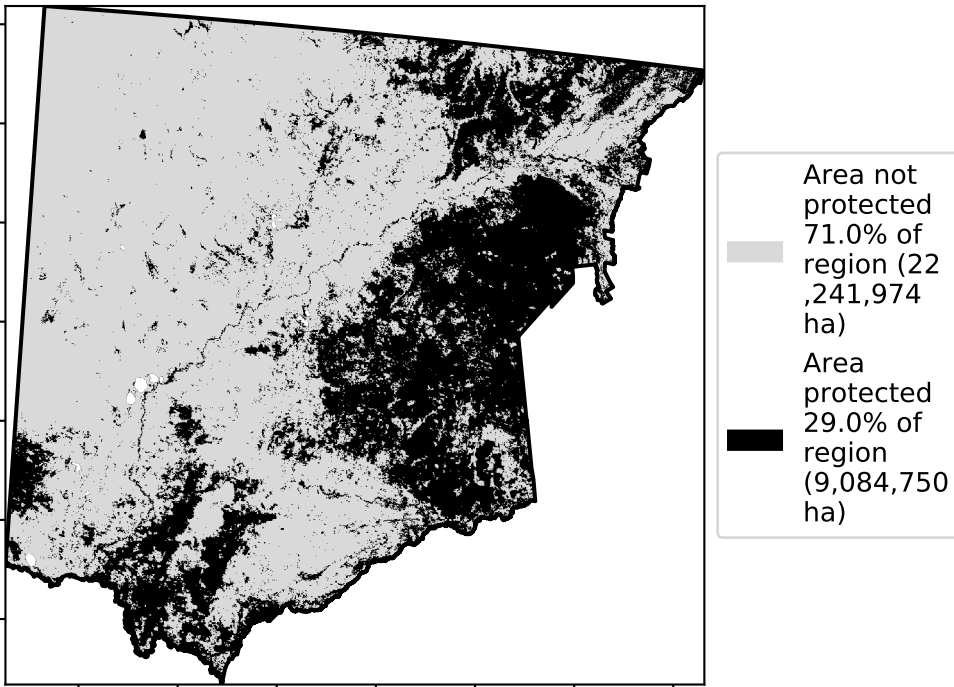 Area not
protected
71.0% of
region (22
,241,974
ha)
Area
protected
29.0% of
region
(9,084,750
ha)